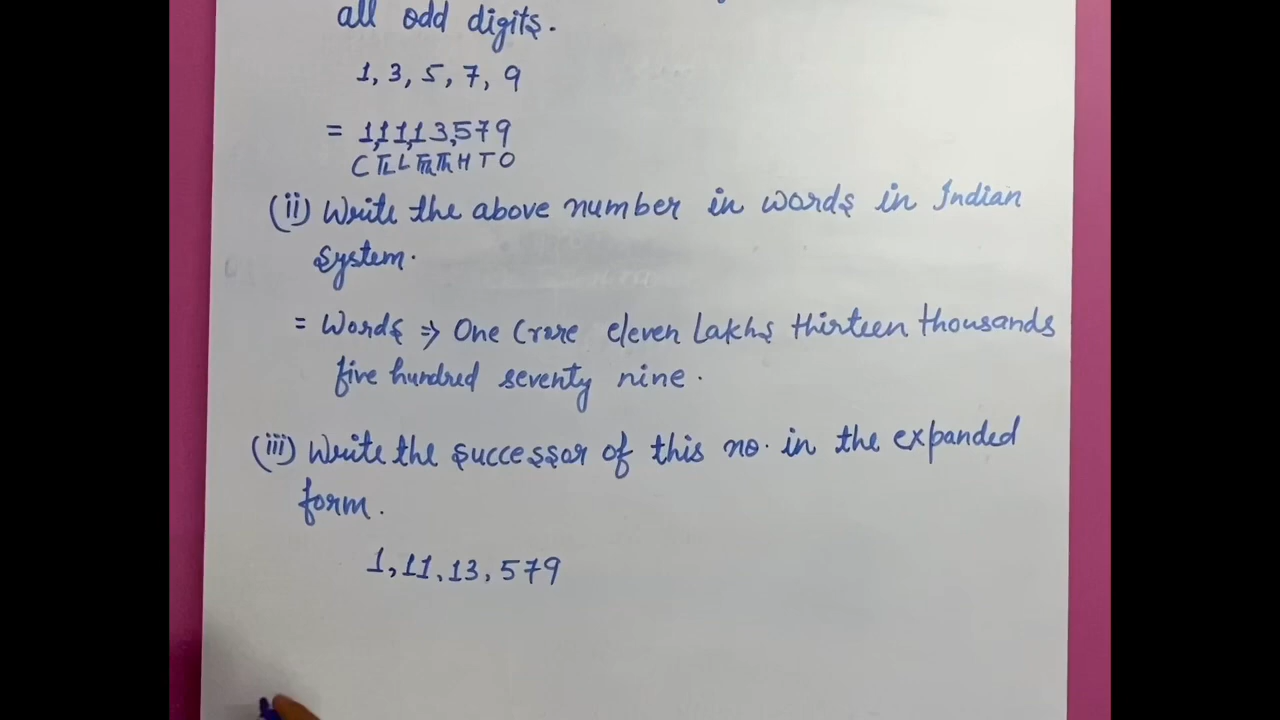 all odd digits.
1, 3, 5, 7, 9
= 1,11,13,579
C TL L TTh Th H T O
(ii) Write the above number in words in Indian
system.
= Words ⇒ One Crore eleven Lakhs thirteen thousands
five hundred seventy nine.
(iii) Write the successor of this no. in the expanded
form.
1,11,13,579